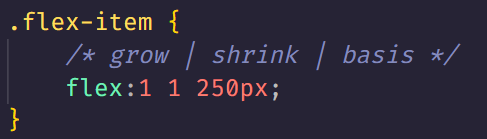 .flex-item {
/* grow | shrink | basis */
flex:1 1 250px;
}